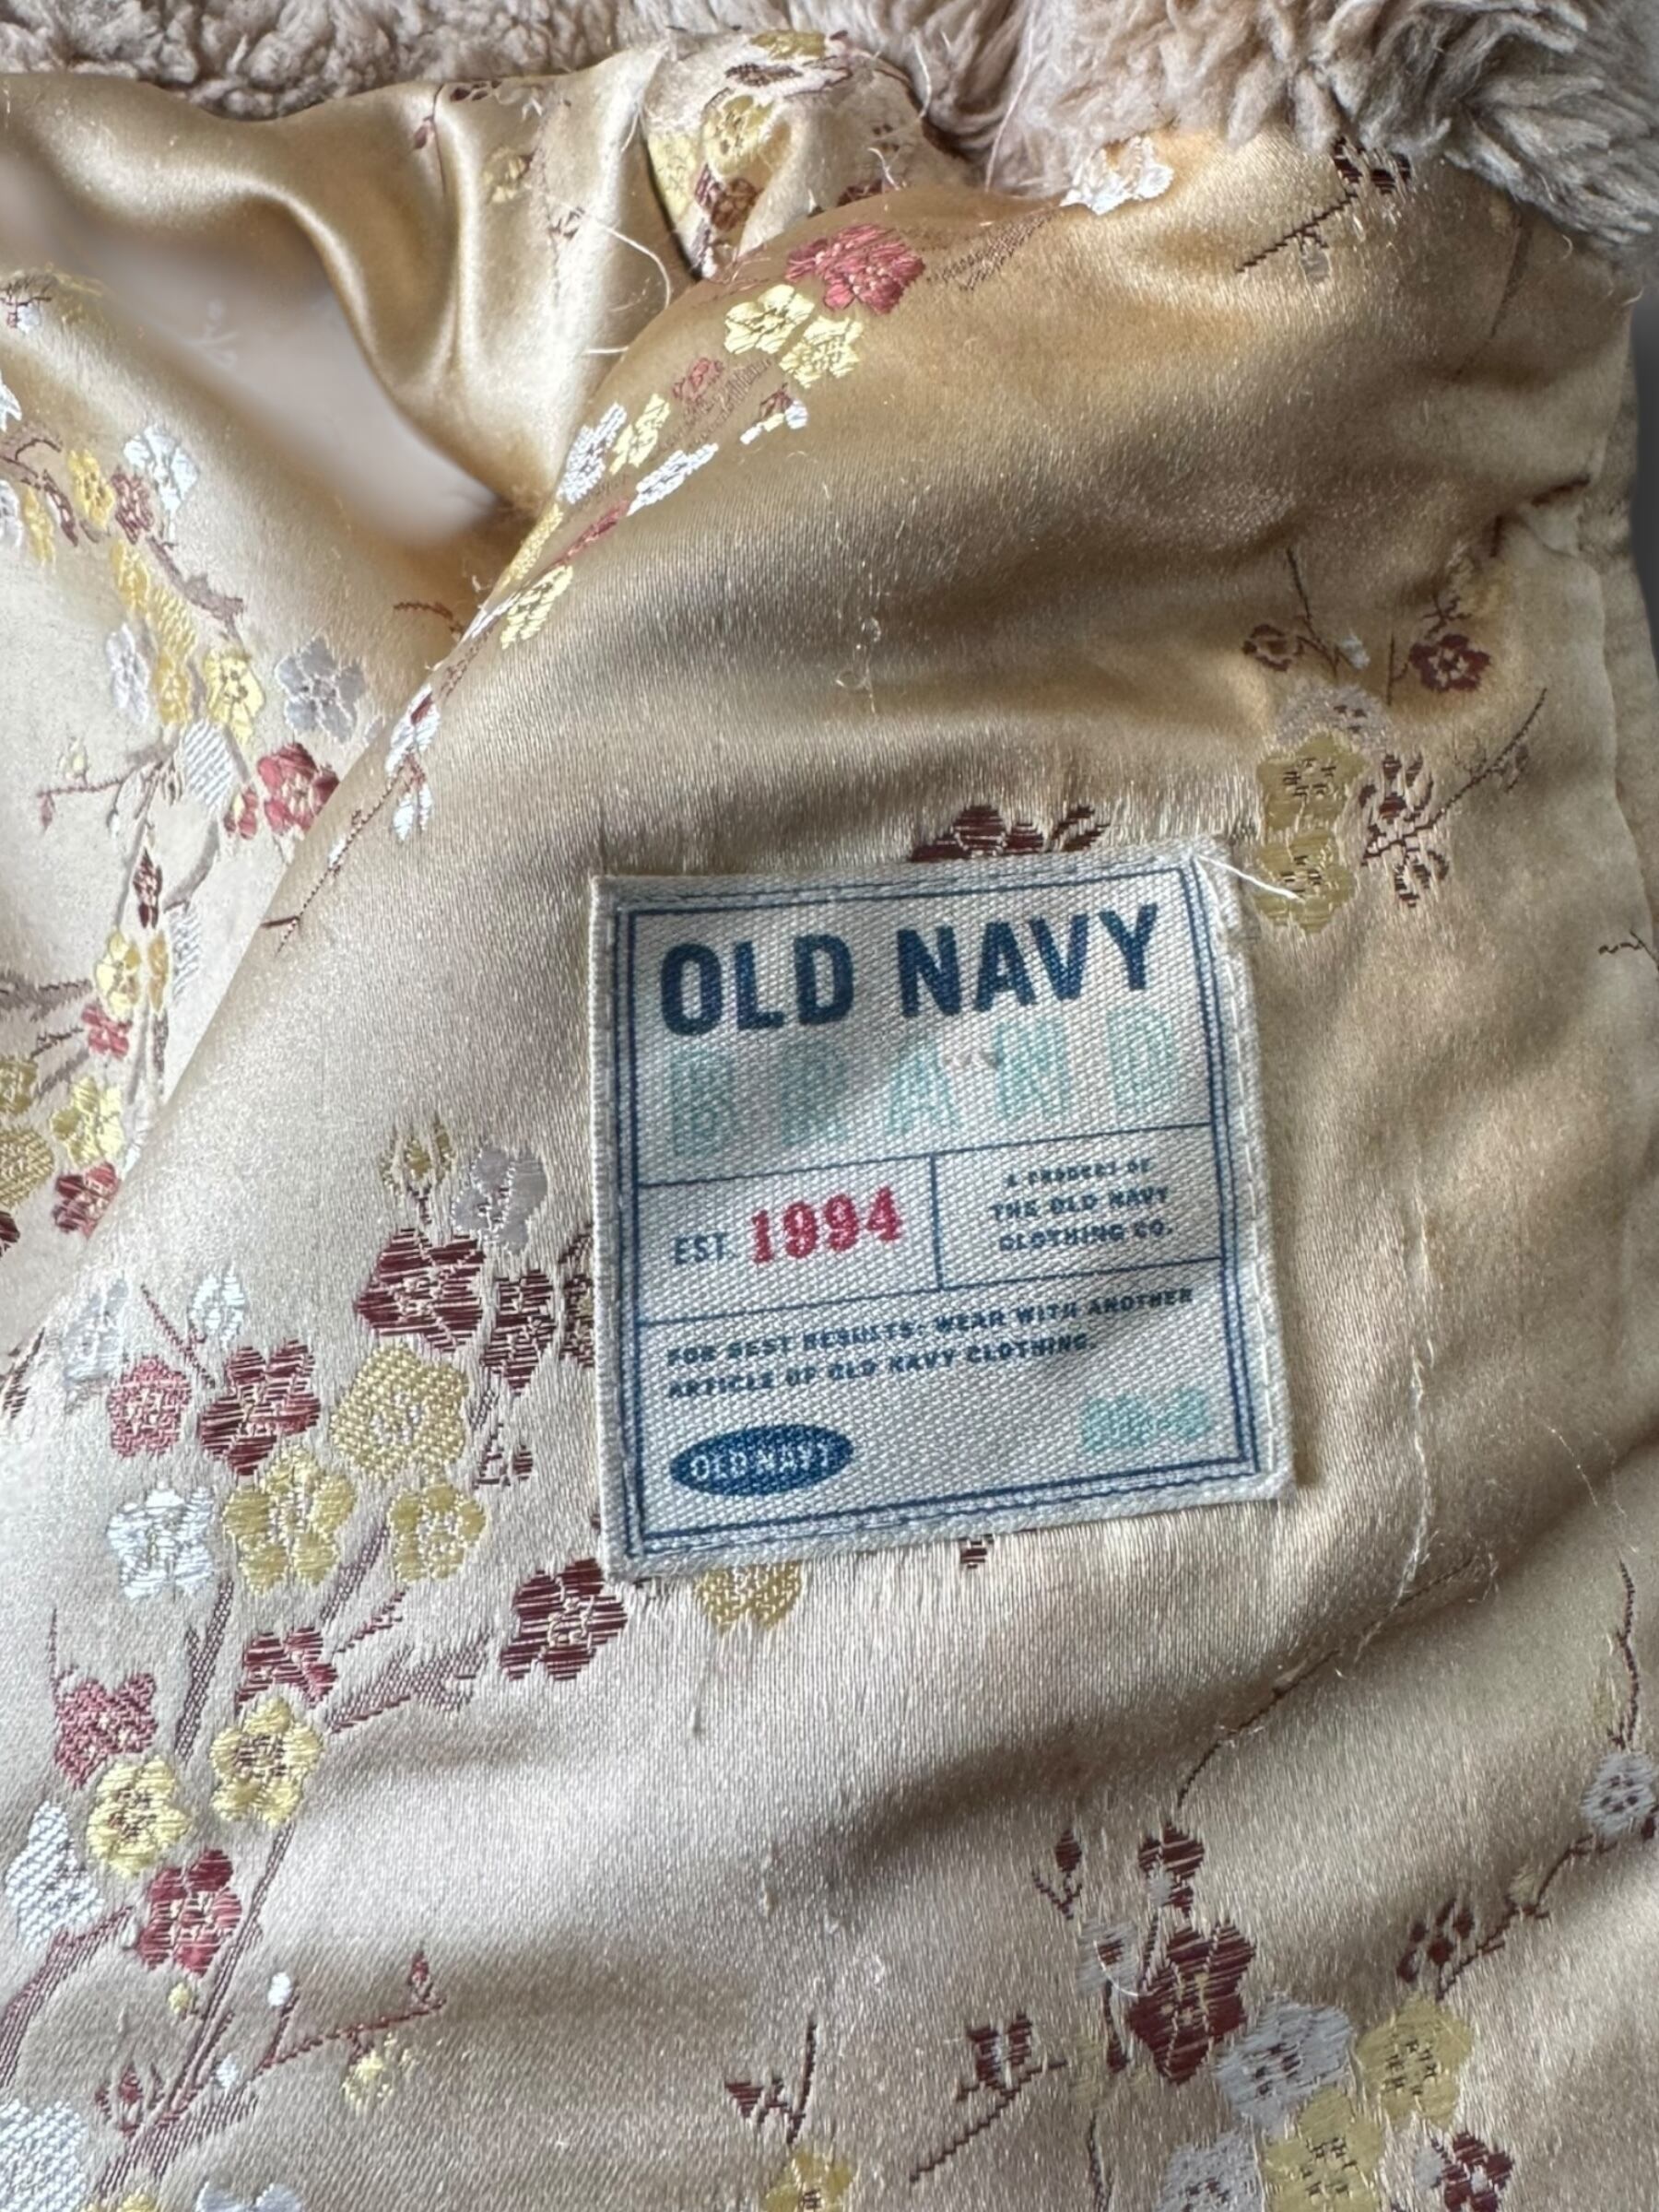 OLD NAVY
BRAND
EST. 1994
A PRODUCT OF
THE OLD NAVY
CLOTHING CO.
FOR BEST RESULTS: WEAR WITH ANOTHER
ARTICLE OF OLD NAVY CLOTHING.
OLD NAVY